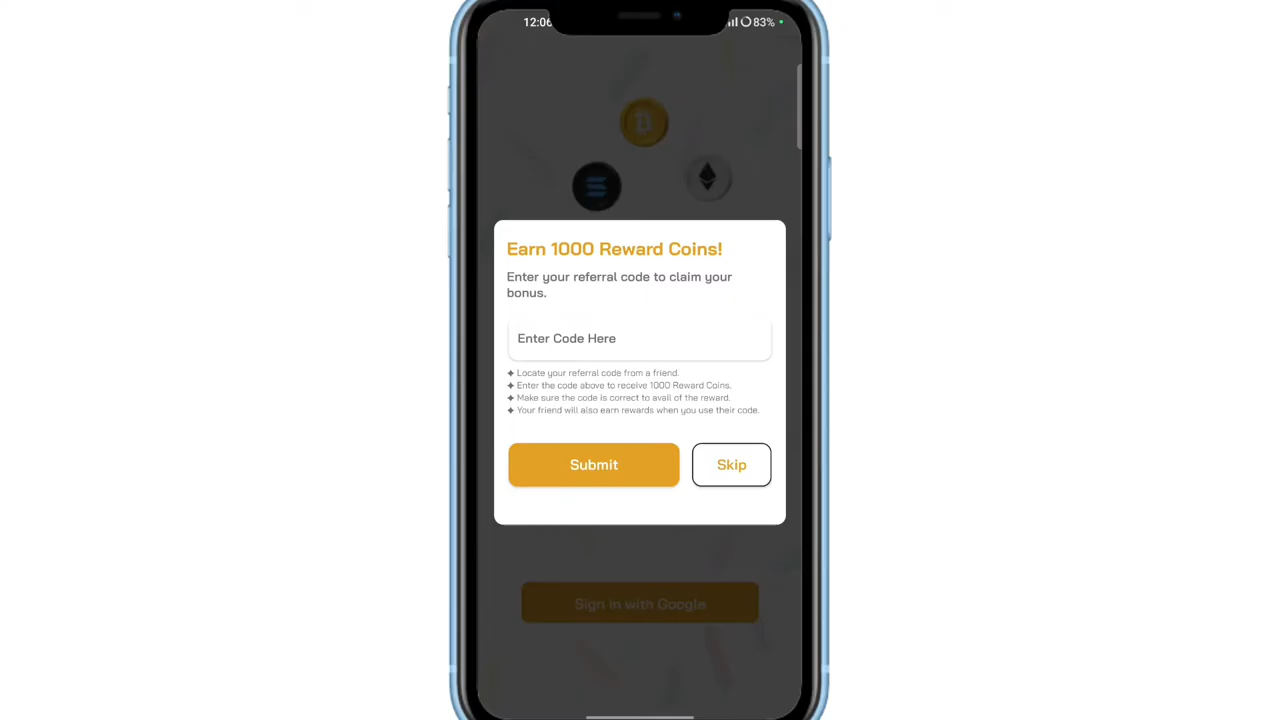 12:06
83%
Earn 1000 Reward Coins!
Enter your referral code to claim your
bonus.
Enter Code Here
✦ Locate your referral code from a friend.
✦ Enter the code above to receive 1000 Reward Coins.
✦ Make sure the code is correct to avail of the reward.
✦ Your friend will also earn rewards when you use their code.
Submit
Skip
Sign in with Google